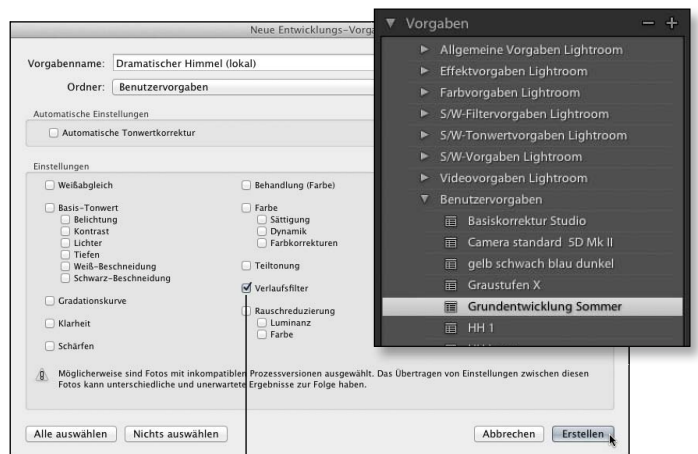 Neue Entwicklungs-Vorga
Vorgabenname: Dramatischer Himmel (lokal)
Ordner: Benutzervorgaben
Automatische Einstellungen
Automatische Tonwertkorrektur
Einstellungen
Weißabgleich
Basis-Tonwert
Belichtung
Kontrast
Lichter
Tiefen
Weiß-Beschneidung
Schwarz-Beschneidung
Gradationskurve
Klarheit
Schärfen
Behandlung (Farbe)
Farbe
Sättigung
Dynamik
Farbkorrekturen
Teiltonung
Verlaufsfilter
Rauschreduzierung
Luminanz
Farbe
Möglicherweise sind Fotos mit inkompatiblen Prozessversionen ausgewählt. Das Übertragen von Einstellungen zwischen diesen
Fotos kann unterschiedliche und unerwartete Ergebnisse zur Folge haben.
Alle auswählen Nichts auswählen Abbrechen Erstellen
Vorgaben
Allgemeine Vorgaben Lightroom
Effektvorgaben Lightroom
Farbvorgaben Lightroom
S/W-Filtervorgaben Lightroom
S/W-Tonwertvorgaben Lightroom
S/W-Vorgaben Lightroom
Videovorgaben Lightroom
Benutzervorgaben
Basiskorrektur Studio
Camera standard 5D Mk II
gelb schwach blau dunkel
Graustufen X
Grundentwicklung Sommer
HH 1